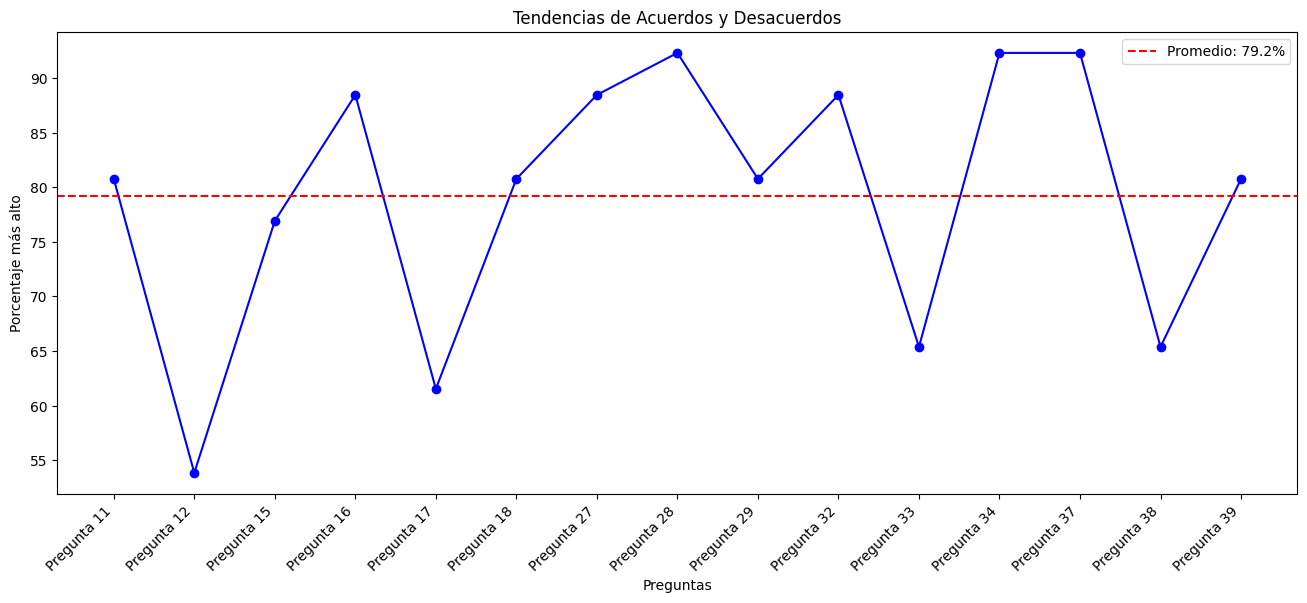 Tendencias de Acuerdos y Desacuerdos
Promedio: 79.2%
Porcentaje más alto
90
85
80
75
70
65
60
55
Pregunta 11
Pregunta 12
Pregunta 15
Pregunta 16
Pregunta 17
Pregunta 18
Pregunta 27
Pregunta 28
Pregunta 29
Pregunta 32
Pregunta 33
Pregunta 34
Pregunta 37
Pregunta 38
Pregunta 39
Preguntas